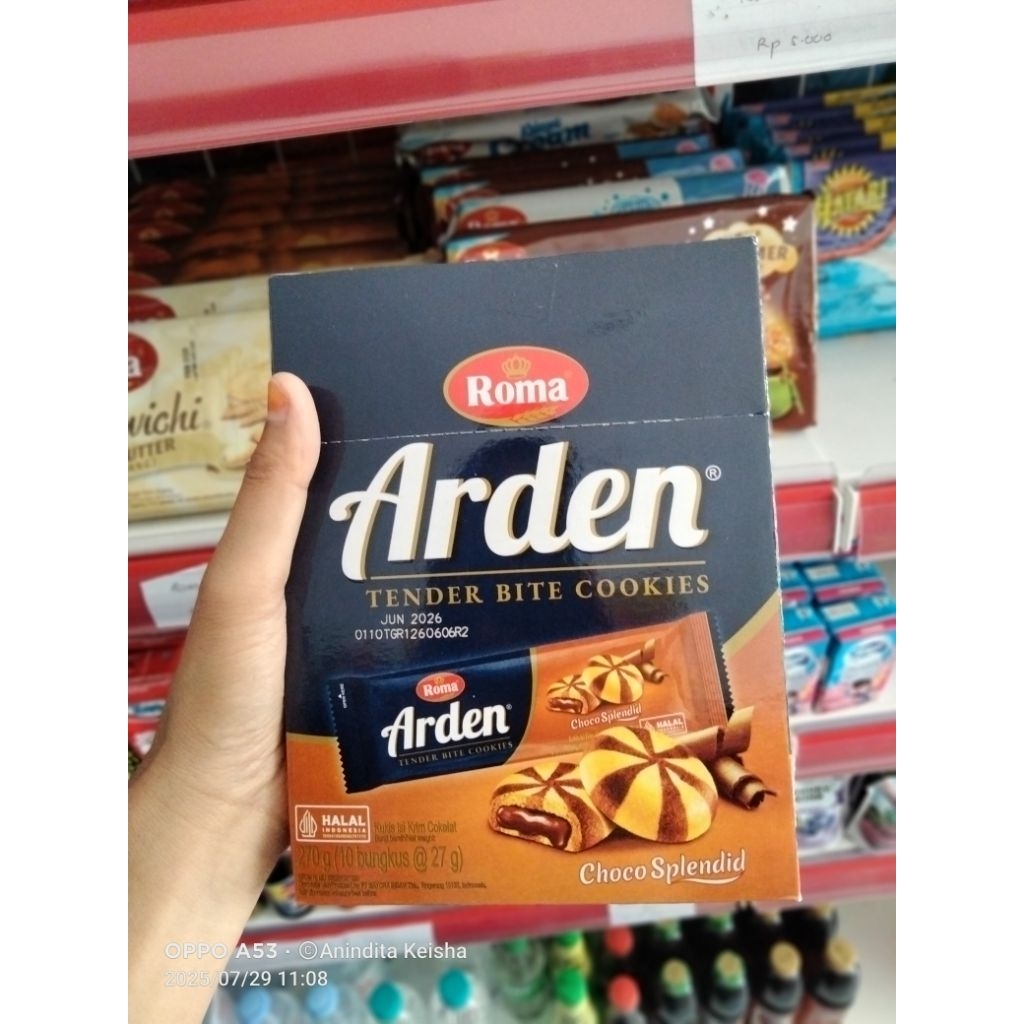 Rp 5.000
Roma
Arden®
TENDER BITE COOKIES
JUN 2026
0110TGR1260606R2
Roma
Arden®
TENDER BITE COOKIES
Choco Splendid
HALAL
HALAL
INDONESIA
Kukis Isi Krim Cokelat
270 g (10 bungkus @ 27 g)
Choco Splendid
Roma
BUTTER
OPPO A53 · ©Anindita Keisha
2025/07/29 11:08